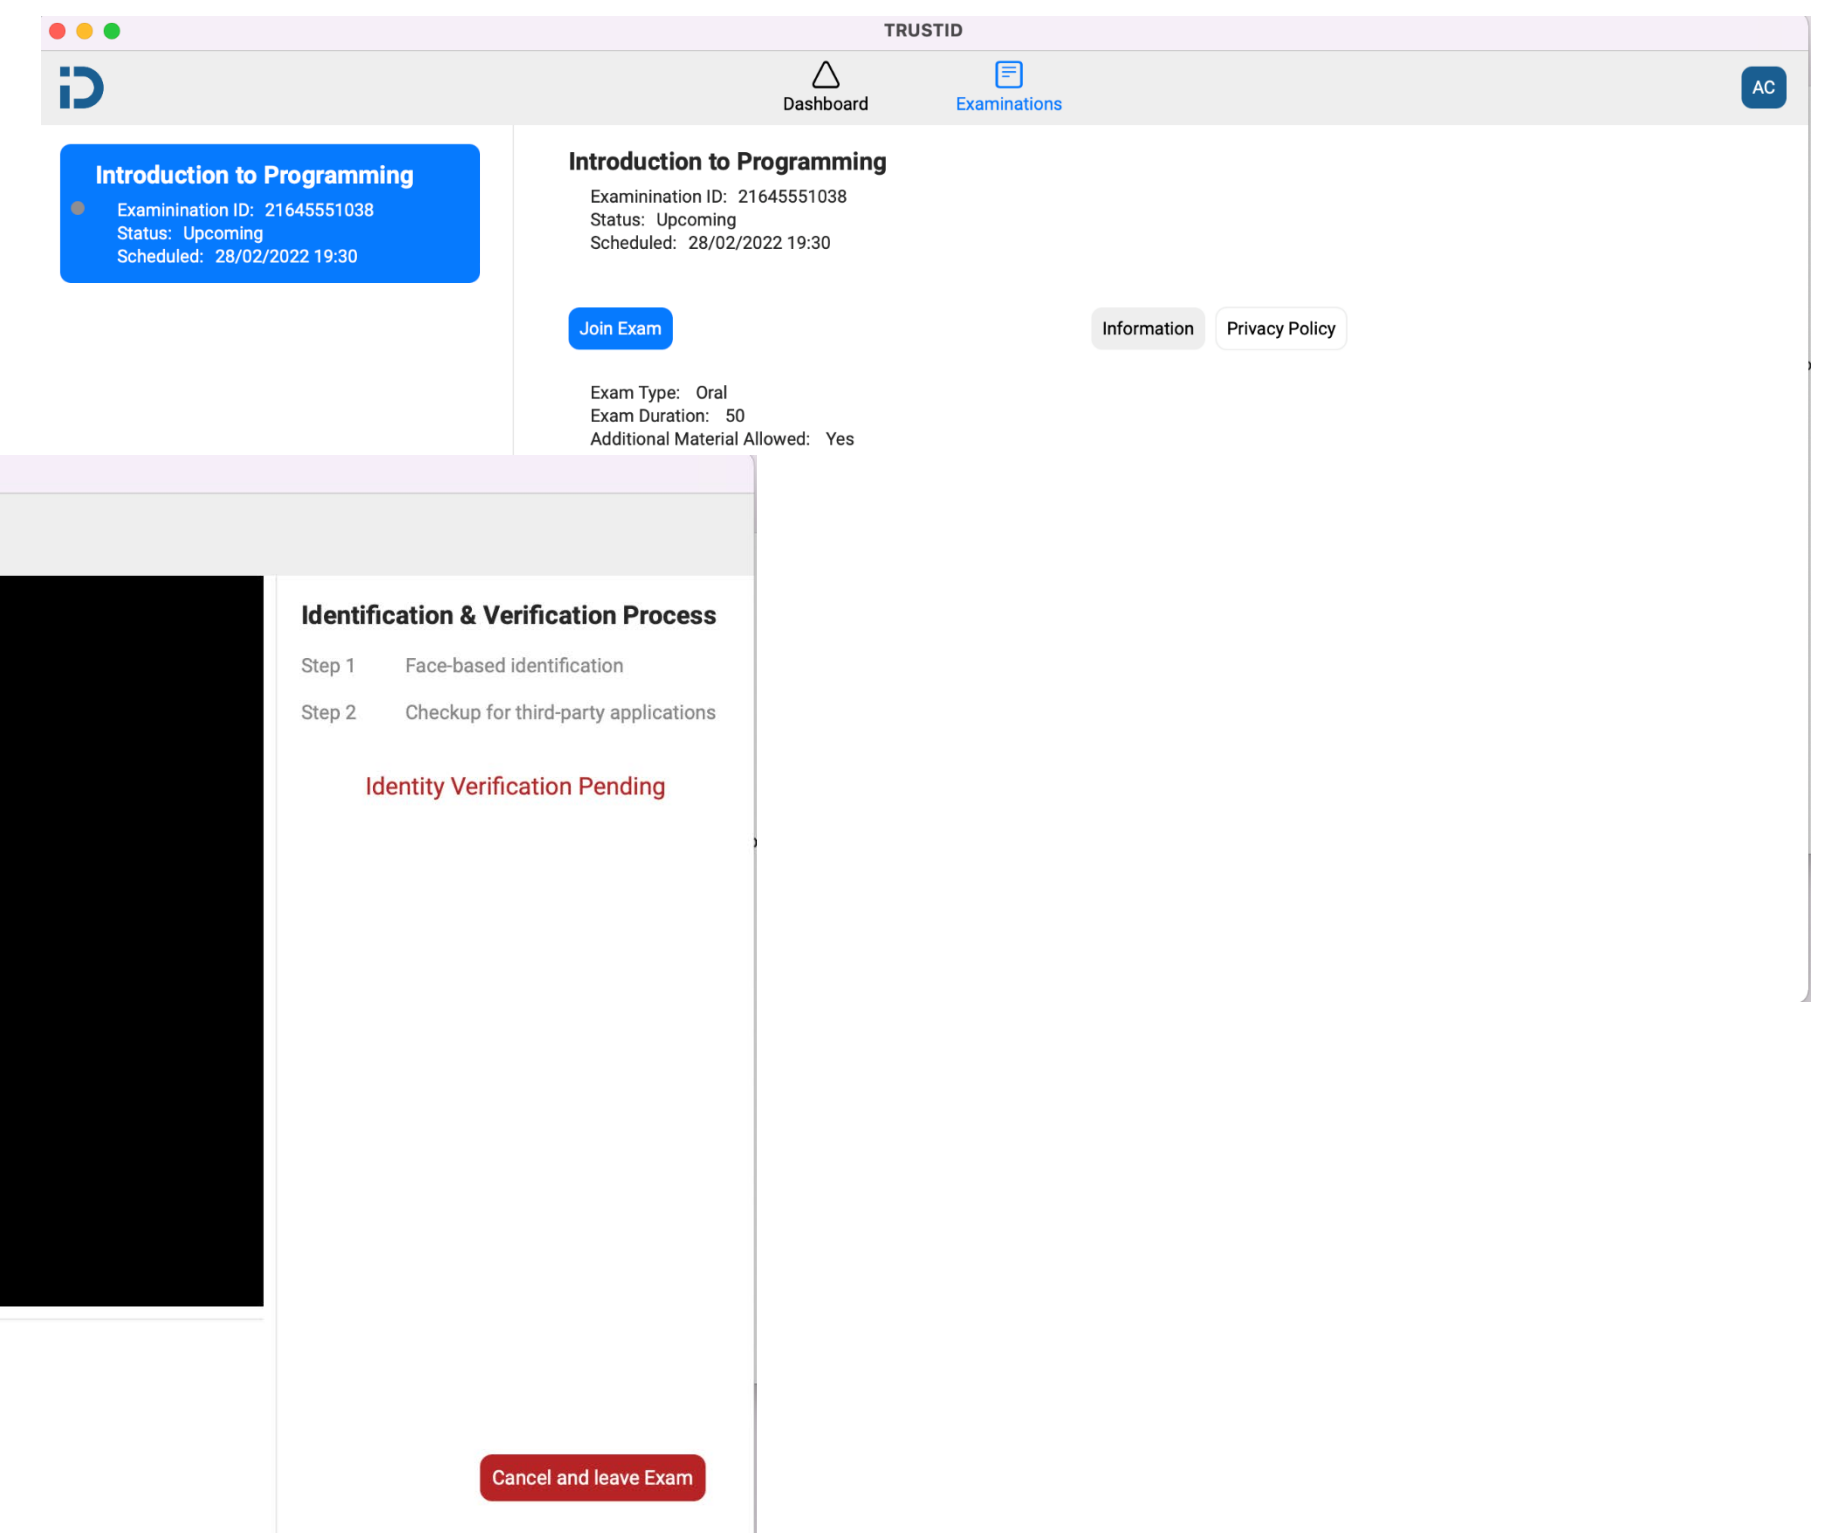 TRUSTID
Dashboard
Examinations
AC
Introduction to Programming
Examinination ID: 21645551038
Status: Upcoming
Scheduled: 28/02/2022 19:30
Introduction to Programming
Examinination ID: 21645551038
Status: Upcoming
Scheduled: 28/02/2022 19:30
Join Exam
Information
Privacy Policy
Exam Type: Oral
Exam Duration: 50
Additional Material Allowed: Yes
Identification & Verification Process
Step 1 Face-based identification
Step 2 Checkup for third-party applications
Identity Verification Pending
Cancel and leave Exam